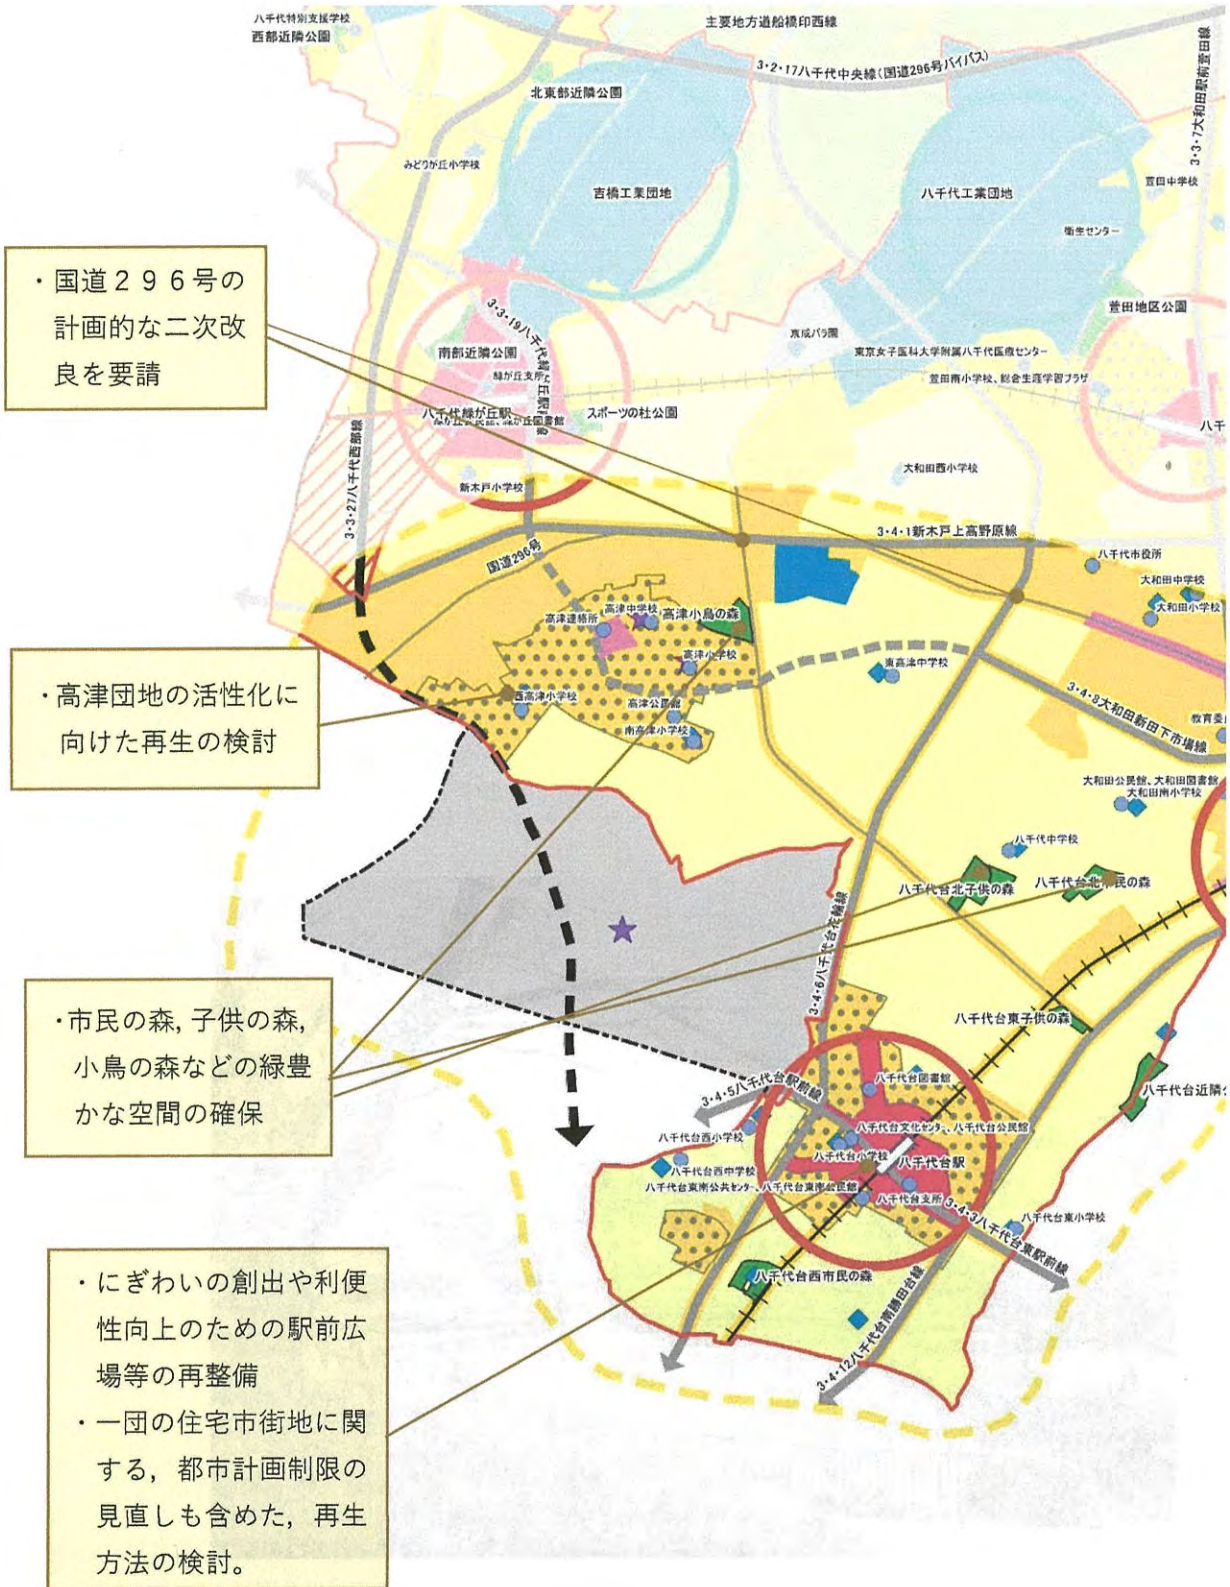 八千代特別支援学校
西部近隣公園
主要地方道船橋印西線
3・2・17八千代中央線(国道296号バイパス)
3・3・7大和田駅前萱田線
北東部近隣公園
みどりが丘小学校
吉橋工業団地
八千代工業団地
萱田中学校
衛生センター
・国道296号の
計画的な二次改
良を要請
萱田地区公園
南部近隣公園
緑が丘支所
京成バラ園
東京女子医科大学附属八千代医療センター
萱田南小学校、総合生涯学習プラザ
八千代緑が丘駅
スポーツの杜公園
八千
3・3・27八千代西部線
新木戸小学校
大和田西小学校
国道296号
3・4・1新木戸上高野原線
八千代市役所
大和田中学校
大和田小学校
高津連絡所
高津中学校
高津小鳥の森
高津小学校
東高津中学校
・高津団地の活性化に
向けた再生の検討
西高津小学校
高津公民館
南高津小学校
3・4・8大和田新田下市場線
大和田公民館、大和田図書館
大和田南小学校
八千代中学校
八千代台北子供の森
八千代台北市民の森
3・4・6八千代台花輪線
・市民の森,子供の森,
小鳥の森などの緑豊
かな空間の確保
八千代台東子供の森
八千代台図書館
3・4・5八千代台駅前線
八千代台近隣公
八千代台西小学校
八千代台文化センター、八千代台公民館
八千代台小学校
八千代台駅
八千代台西中学校
八千代台東南公共センター、八千代台東南公民館
八千代台支所
3・4・3八千代台東駅前線
八千代台東小学校
・にぎわいの創出や利便
性向上のための駅前広
場等の再整備
・一団の住宅市街地に関
する,都市計画制限の
見直しも含めた,再生
方法の検討。
八千代台西市民の森
3・4・12八千代台南勝田台線